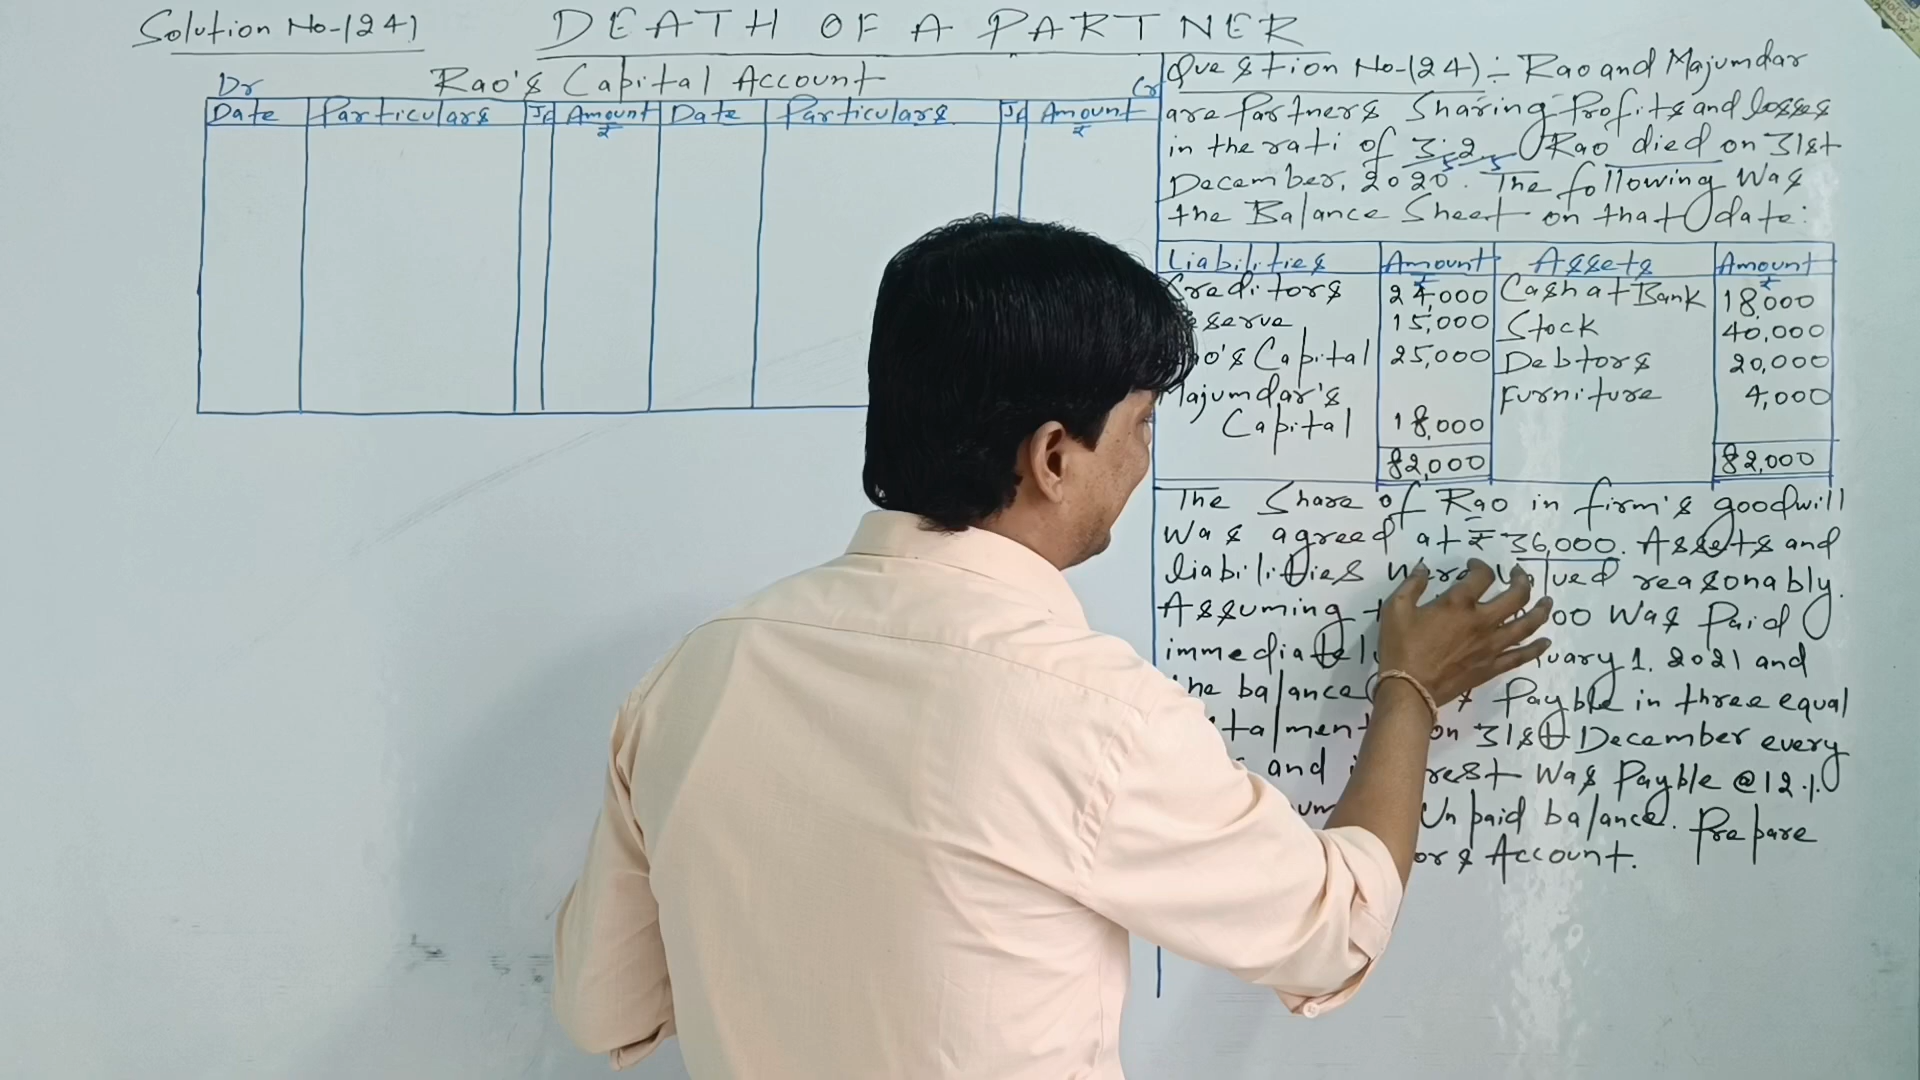 Solution No-(24)
DEATH OF A PARTNER
Dr Rao's Capital Account Cr
Date Particulars J.F Amount ₹ Date Particulars J.F Amount ₹
Question No-(24) :- Rao and Majumdar
are Partners Sharing Profits and losses
in the rati of 3:2. Rao died on 31st
5 5
December, 2020. The following Was
the Balance Sheet on that date:
Liabilities Amount ₹ Assets Amount ₹
Creditors 24,000 Cash at Bank 18,000
15,000 Stock 40,000
Capital 25,000 Debtors 20,000
Majumdar's Furniture 4,000
Capital 18,000
82,000 82,000
The Share of Rao in firm's goodwill
Was agreed at ₹ 36,000. Assets and
liabilities Valued reasonably.
Assuming Was Paid
1, 2021 and
balance Payble in three equal
on 31st December every
and Was Payble @12%
Unpaid balance. Prepare
Account.